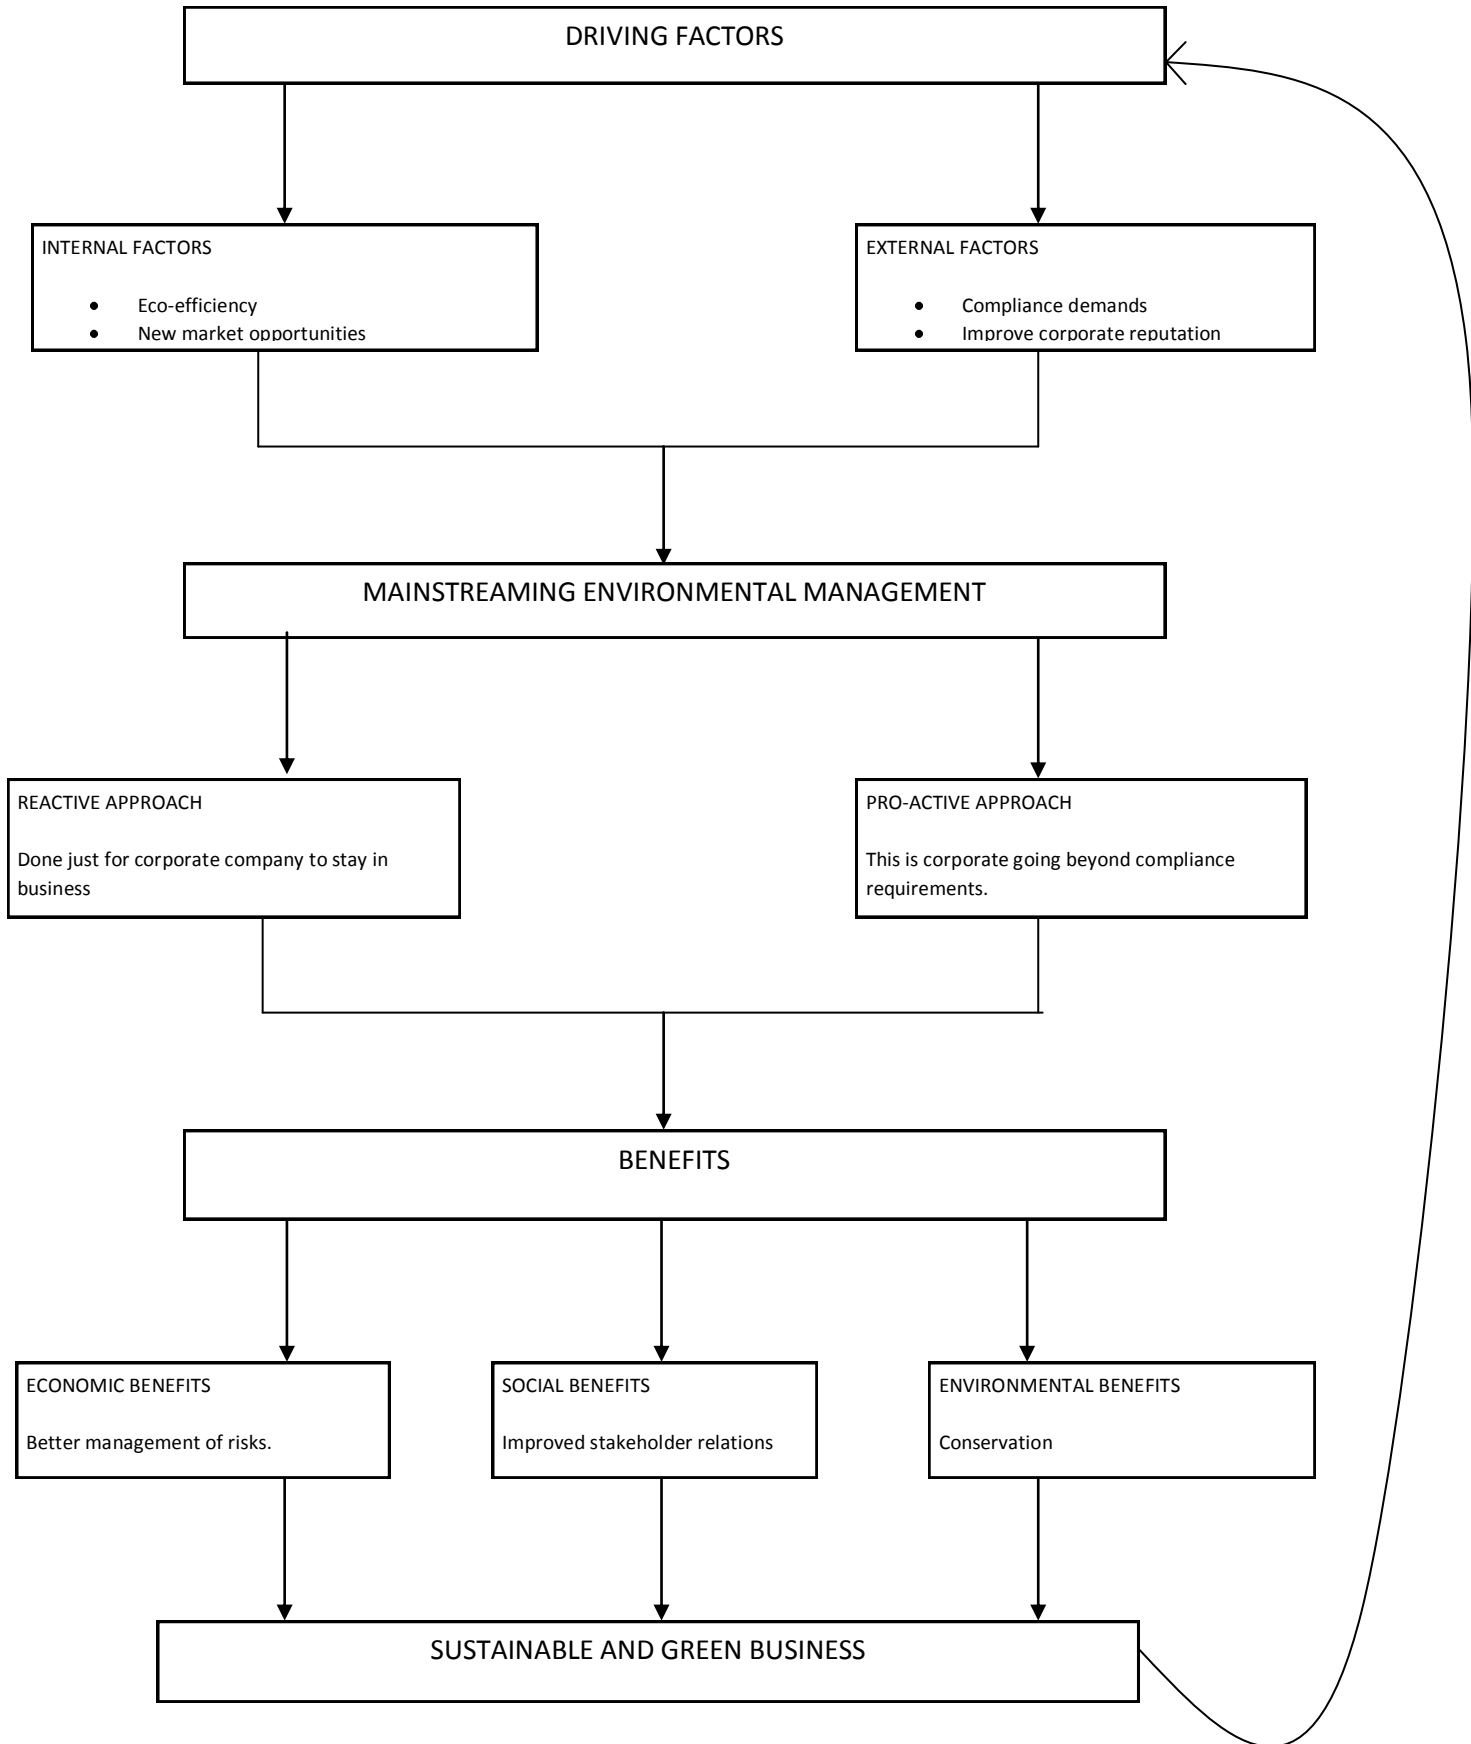 DRIVING FACTORS
INTERNAL FACTORS
• Eco-efficiency
• New market opportunities
EXTERNAL FACTORS
• Compliance demands
• Improve corporate reputation
MAINSTREAMING ENVIRONMENTAL MANAGEMENT
REACTIVE APPROACH
Done just for corporate company to stay in
business
PRO-ACTIVE APPROACH
This is corporate going beyond compliance
requirements.
BENEFITS
ECONOMIC BENEFITS
Better management of risks.
SOCIAL BENEFITS
Improved stakeholder relations
ENVIRONMENTAL BENEFITS
Conservation
SUSTAINABLE AND GREEN BUSINESS